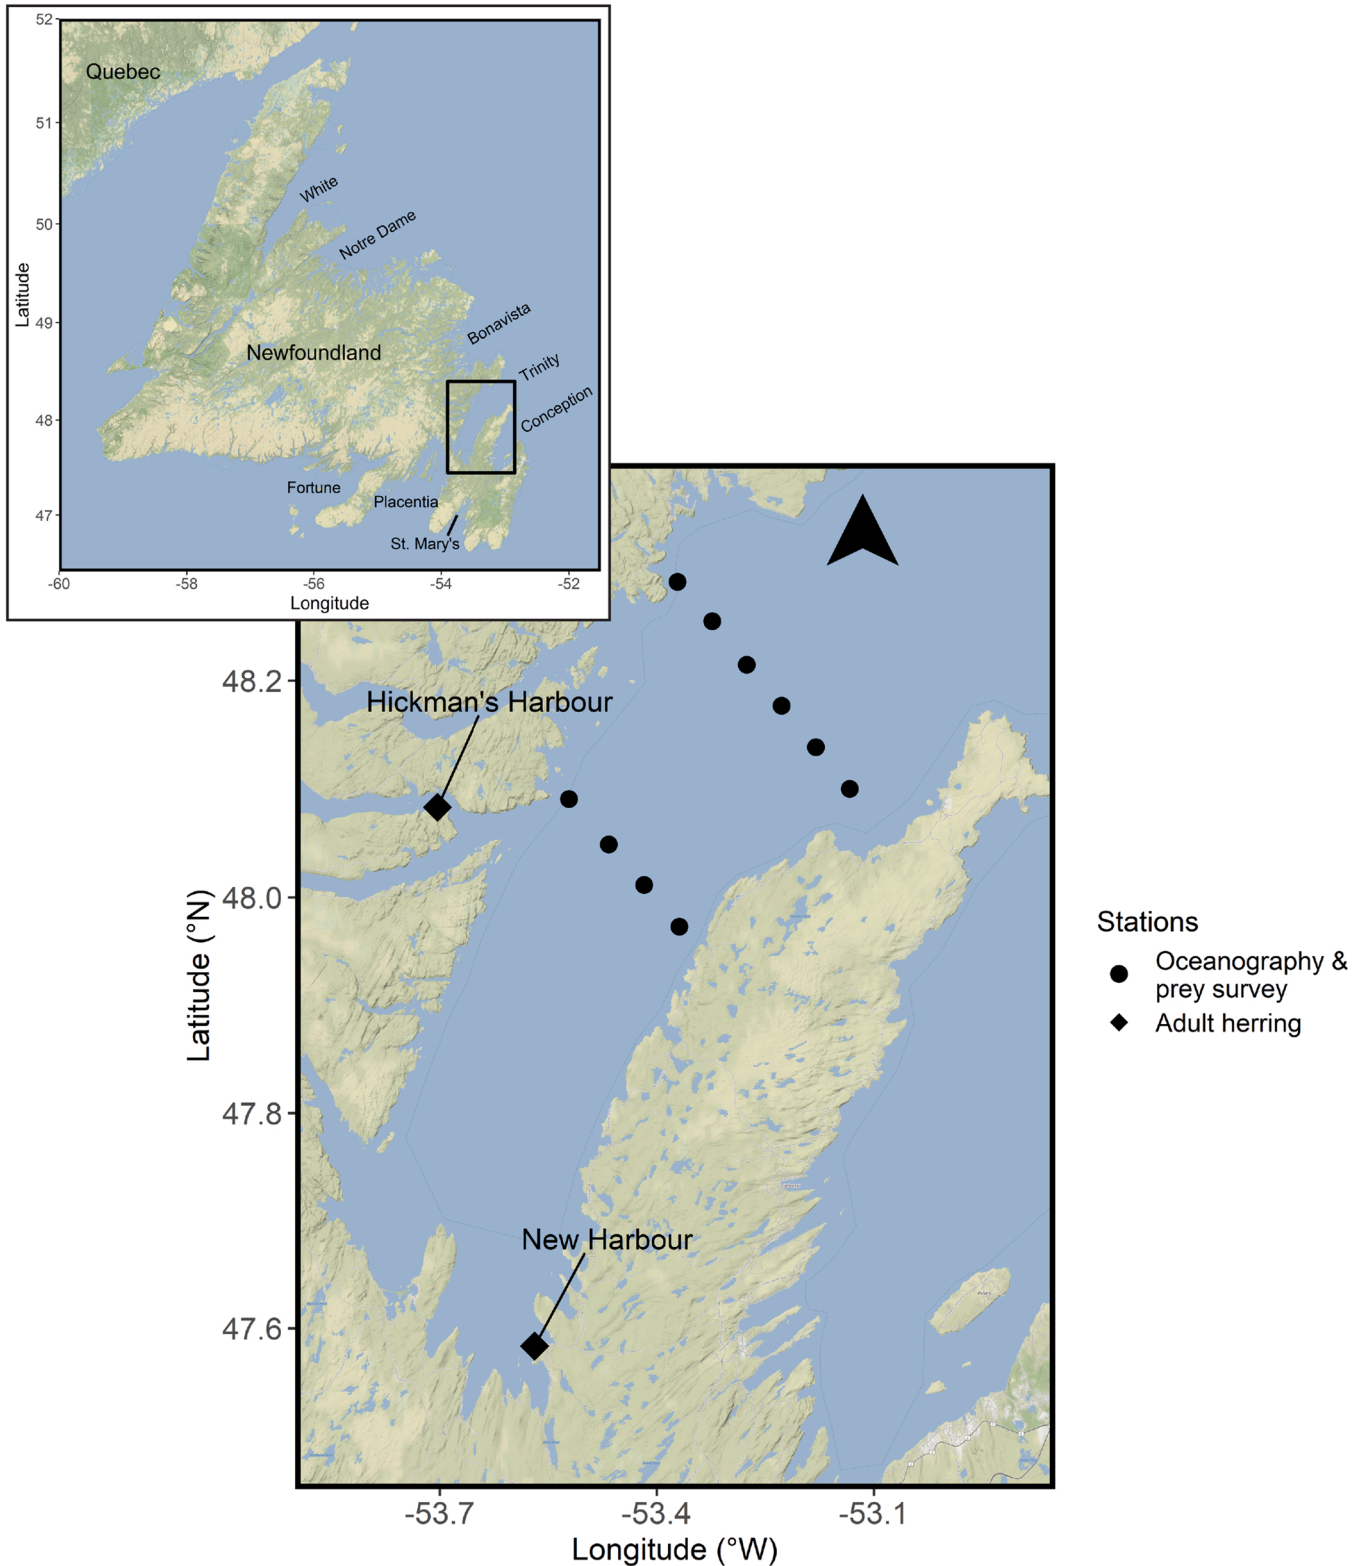 52
51
50
49
48
47
Latitude
Quebec
White
Notre Dame
Bonavista
Newfoundland
Trinity
Conception
Fortune
Placentia
St. Mary's
-60
-58
-56
-54
-52
Longitude
48.2
48.0
47.8
47.6
Latitude (°N)
Hickman's Harbour
New Harbour
-53.7
-53.4
-53.1
Longitude (°W)
Stations
Oceanography &
prey survey
Adult herring